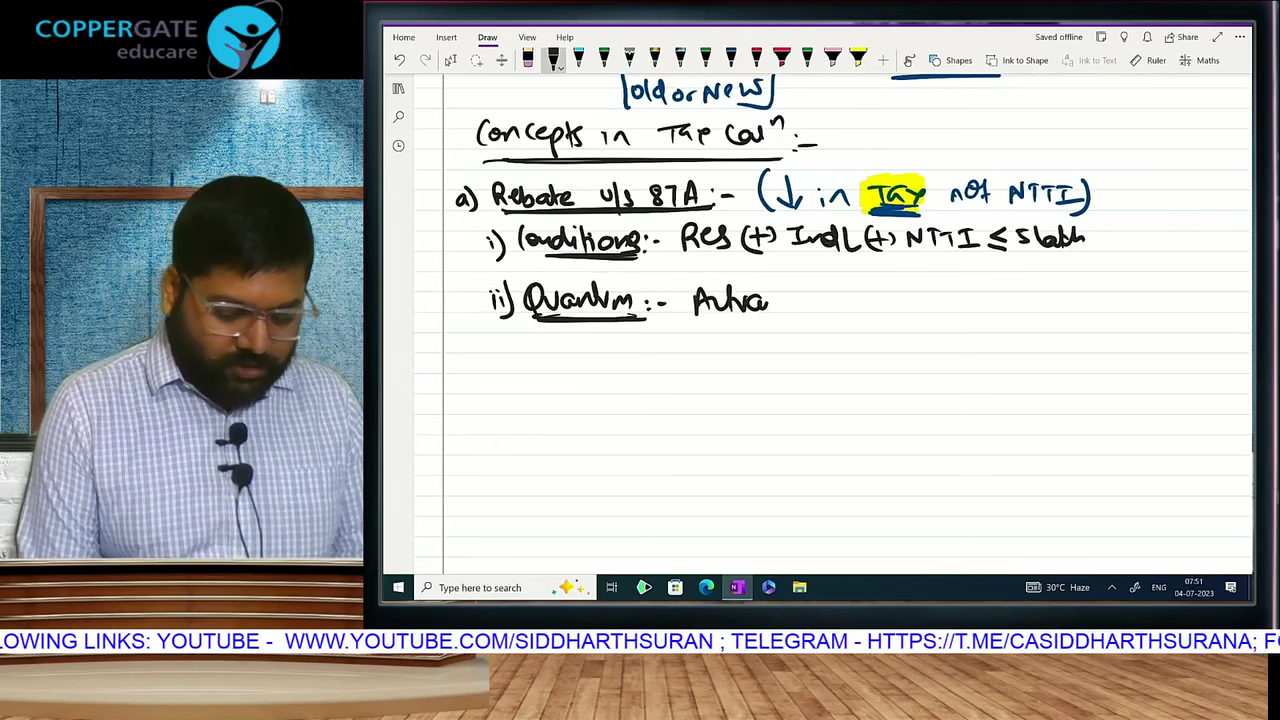 COPPERGATE
educare
Home Insert Draw View Help
Saved offline
Share
Shapes
Ink to Shape
Ink to Text
Ruler
Maths
[old or New]
Concepts in Tax Calⁿ :-
a) Rebate u/s 87A :- (↓ in Tax not NTTI)
i) Conditions :- Res (+) Indl (+) NTTI ≤ 5 lakh
ii) Quantum :- Actua
Type here to search
30°C Haze
ENG
07:51
04-07-2023
LOWING LINKS: YOUTUBE - WWW.YOUTUBE.COM/SIDDHARTHSURAN ; TELEGRAM - HTTPS://T.ME/CASIDDHARTHSURANA; FO